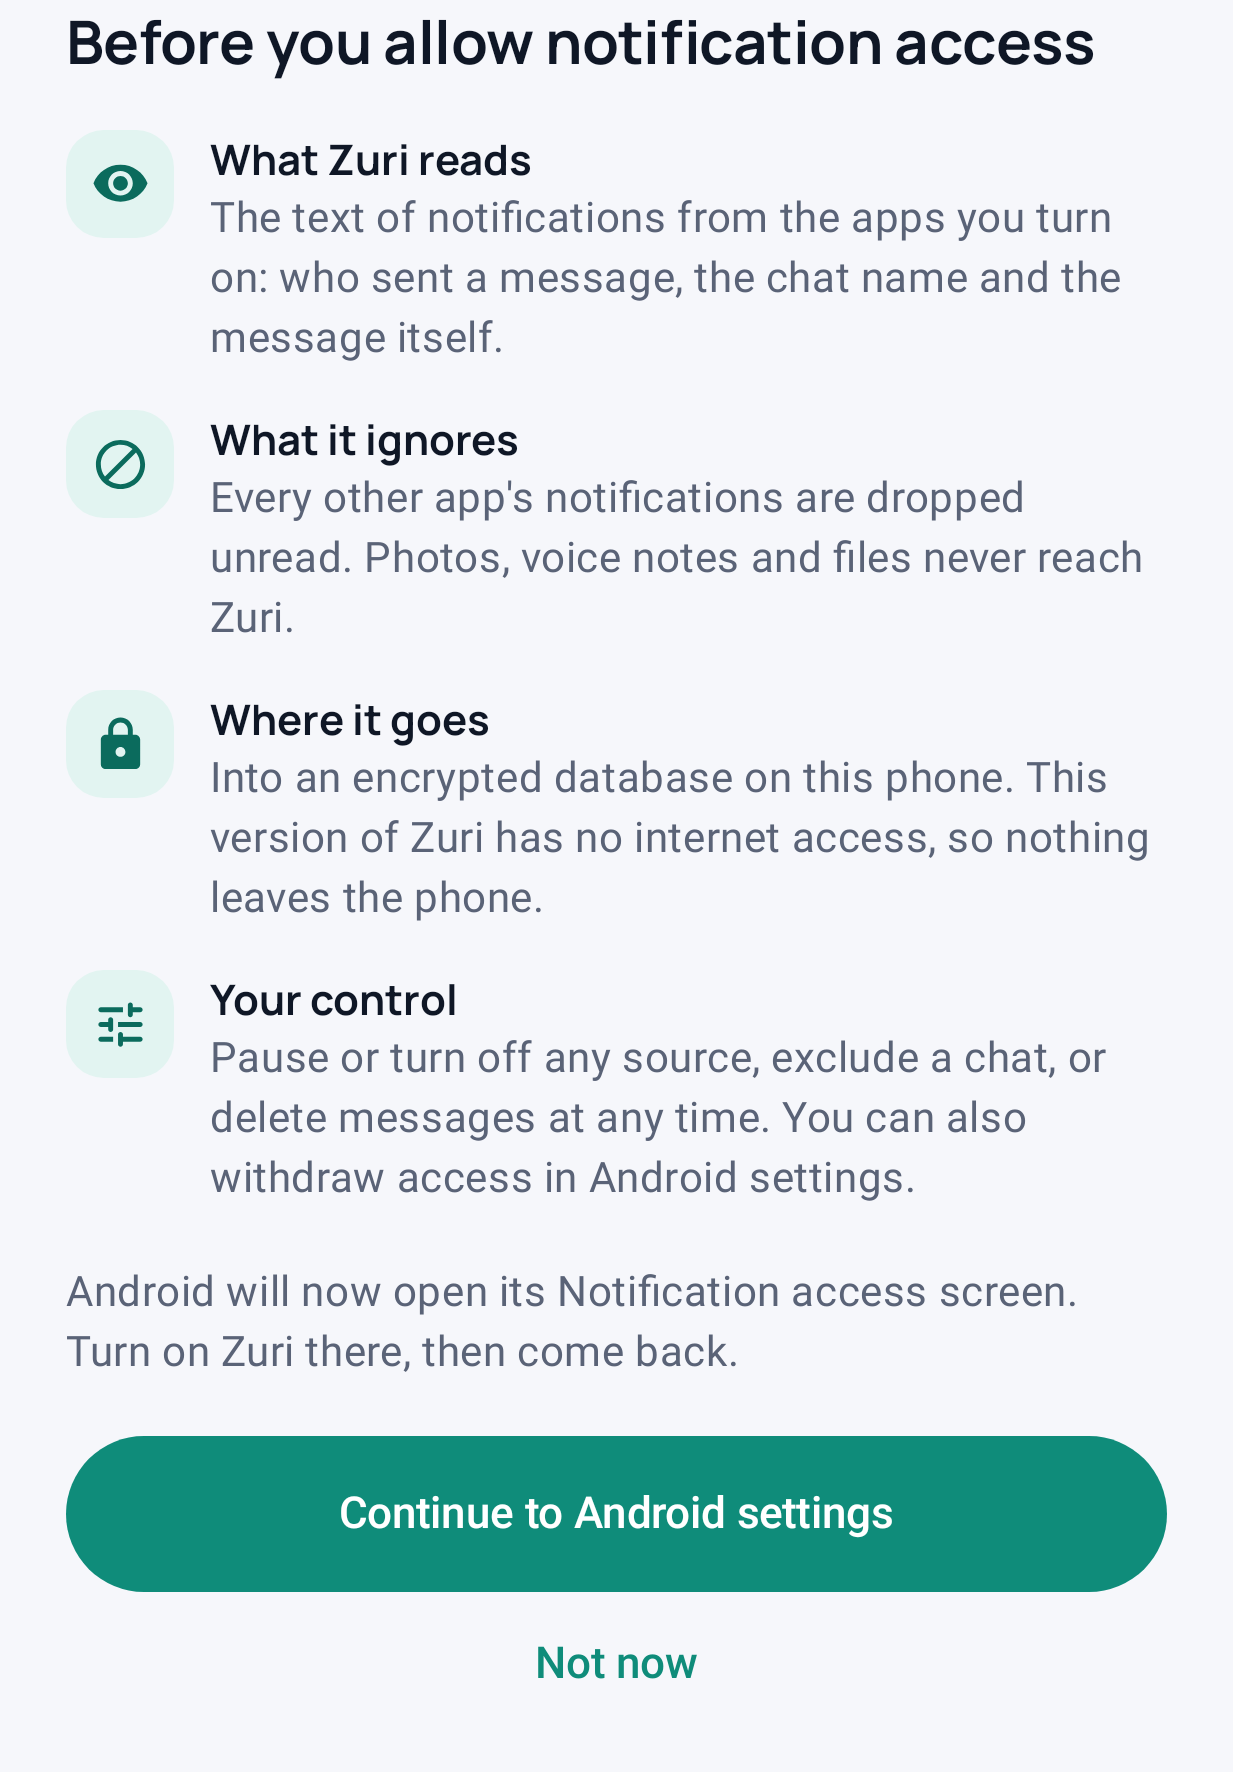 Before you allow notification access
What Zuri reads
The text of notifications from the apps you turn
on: who sent a message, the chat name and the
message itself.
What it ignores
Every other app's notifications are dropped
unread. Photos, voice notes and files never reach
Zuri.
Where it goes
Into an encrypted database on this phone. This
version of Zuri has no internet access, so nothing
leaves the phone.
Your control
Pause or turn off any source, exclude a chat, or
delete messages at any time. You can also
withdraw access in Android settings.
Android will now open its Notification access screen.
Turn on Zuri there, then come back.
Continue to Android settings
Not now